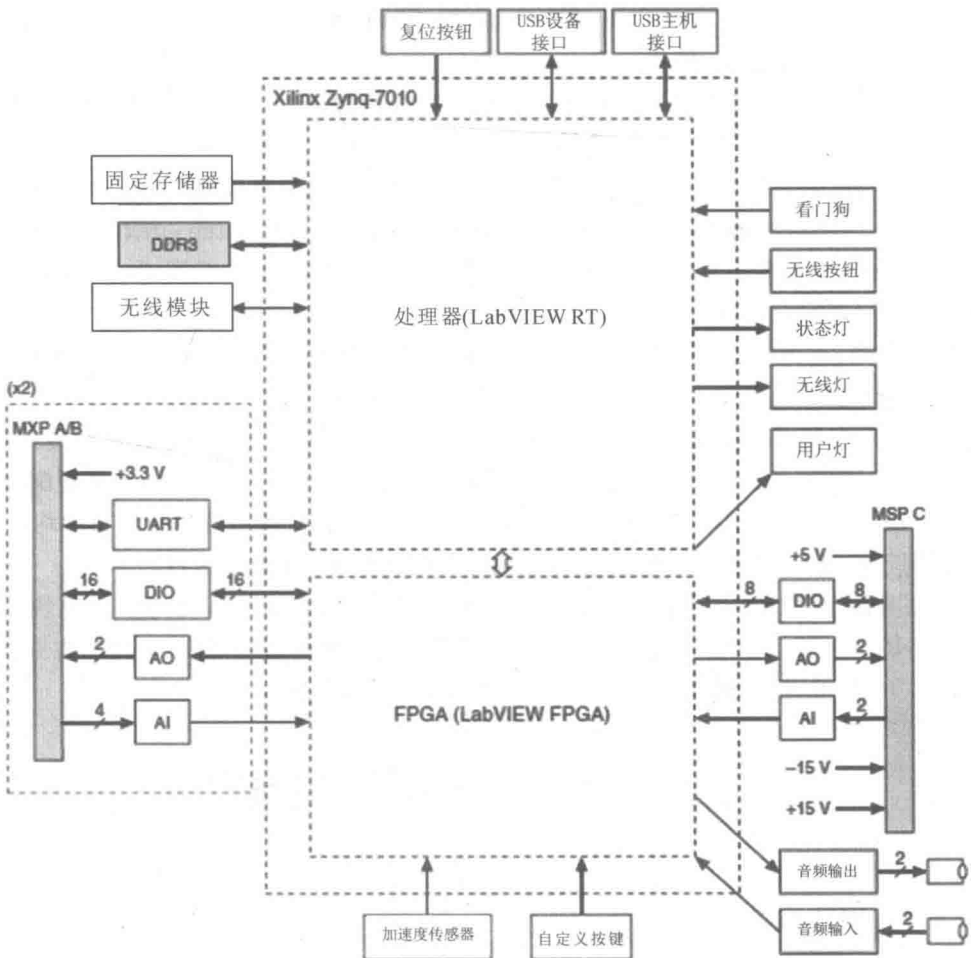 复位按钮
USB设备
接口
USB主机
接口
Xilinx Zynq-7010
固定存储器
DDR3
无线模块
处理器(LabVIEW RT)
看门狗
无线按钮
状态灯
无线灯
用户灯
(x2)
MXP A/B
+3.3 V
UART
16
DIO
16
2
AO
4
AI
FPGA (LabVIEW FPGA)
MSP C
+5 V
8
DIO
8
AO
2
AI
2
-15 V
+15 V
音频输出
2
音频输入
2
加速度传感器
自定义按键